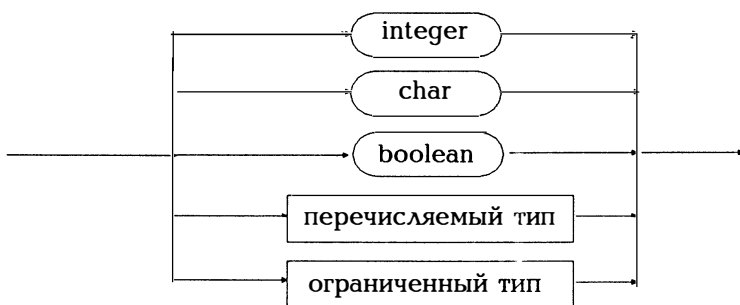 integer
char
boolean
перечисляемый тип
ограниченный тип